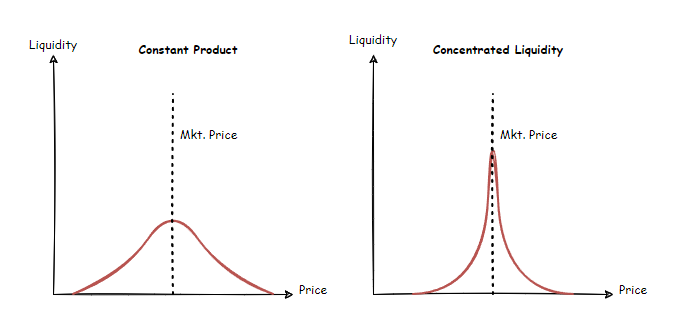 Liquidity
Constant Product
Mkt. Price
Price
Liquidity
Concentrated Liquidity
Mkt. Price
Price